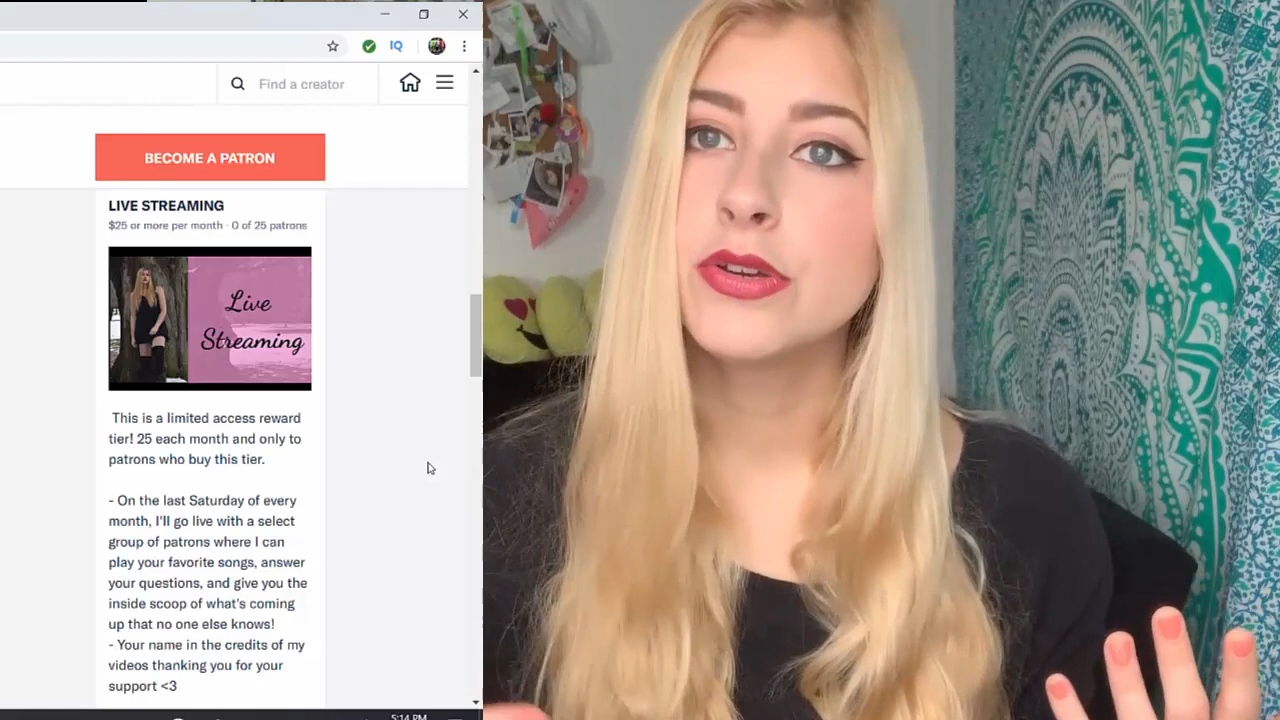 IQ
Find a creator
BECOME A PATRON
LIVE STREAMING
$25 or more per month · 0 of 25 patrons
Live
Streaming
This is a limited access reward
tier! 25 each month and only to
patrons who buy this tier.
- On the last Saturday of every
month, I'll go live with a select
group of patrons where I can
play your favorite songs, answer
your questions, and give you the
inside scoop of what's coming
up that no one else knows!
- Your name in the credits of my
videos thanking you for your
support <3
5:14 PM